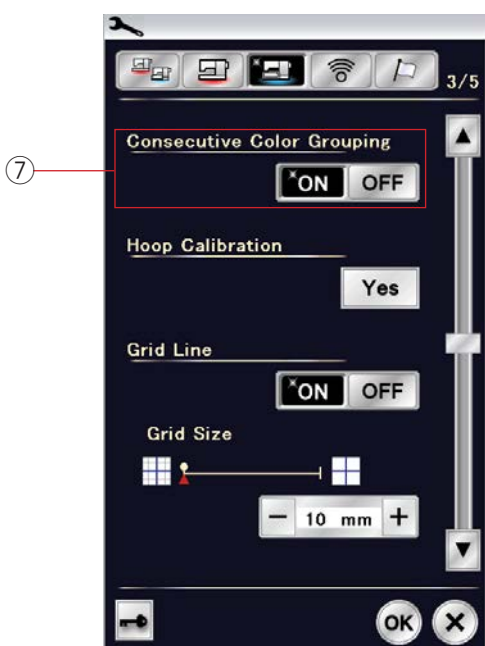 3/5
Consecutive Color Grouping
ON OFF
⑦
Hoop Calibration
Yes
Grid Line
ON OFF
Grid Size
− 10 mm +
OK X